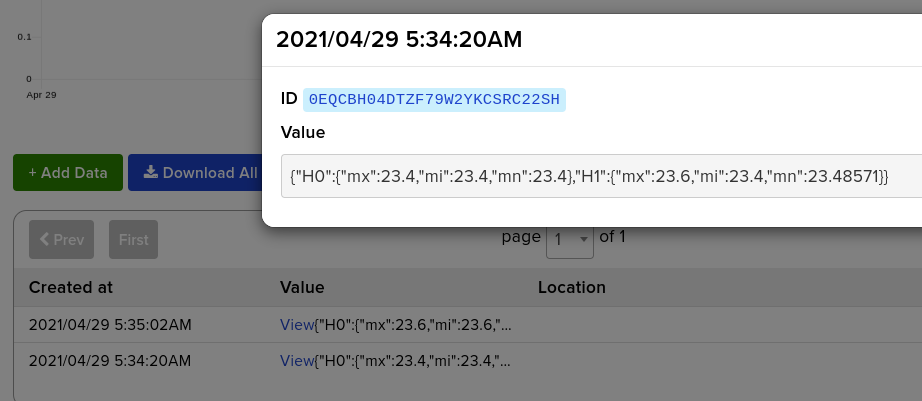 0.1
0
Apr 29
2021/04/29 5:34:20AM
ID 0EQCBH04DTZF79W2YKCSRC22SH
Value
{"H0":{"mx":23.4,"mi":23.4,"mn":23.4},"H1":{"mx":23.6,"mi":23.4,"mn":23.48571}}
+ Add Data Download All
Prev First page 1 of 1
Created at Value Location
2021/04/29 5:35:02AM View{"H0":{"mx":23.6,"mi":23.6,"...
2021/04/29 5:34:20AM View{"H0":{"mx":23.4,"mi":23.4,"...